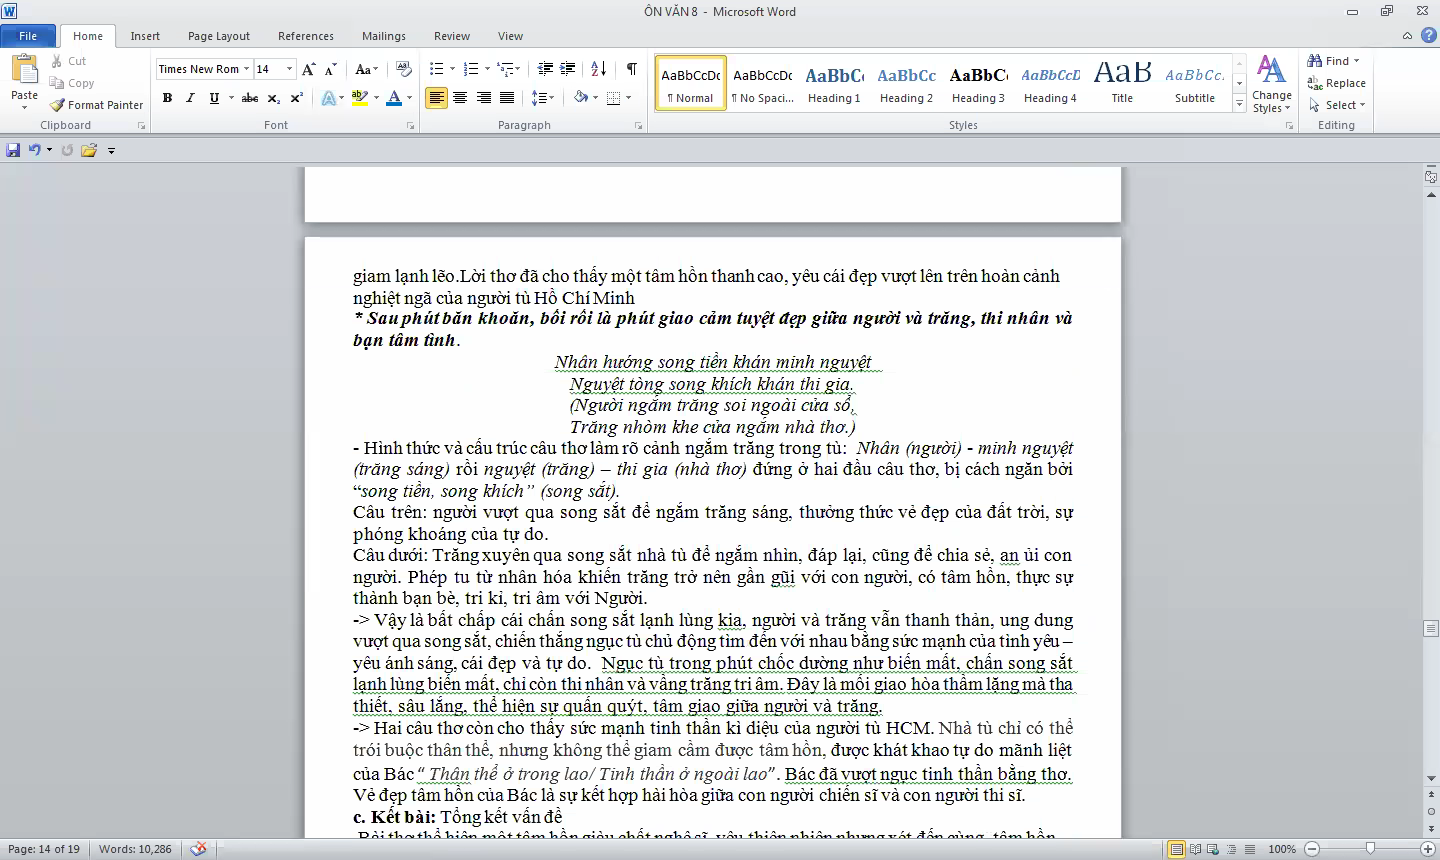 ÔN VĂN 8 - Microsoft Word
File Home Insert Page Layout References Mailings Review View
Paste Cut Copy Format Painter
Times New Rom 14
AaBbCcDc AaBbCcDc AaBbCc AaBbCc AaBbCc AaBbCcD AaB AaBbCc.
¶ Normal ¶ No Spaci... Heading 1 Heading 2 Heading 3 Heading 4 Title Subtitle
Change Styles
Find Replace Select
Clipboard Font Paragraph Styles Editing
giam lạnh lẽo.Lời thơ đã cho thấy một tâm hồn thanh cao, yêu cái đẹp vượt lên trên hoàn cảnh
nghiệt ngã của người tù Hồ Chí Minh
* Sau phút băn khoăn, bối rối là phút giao cảm tuyệt đẹp giữa người và trăng, thi nhân và
bạn tâm tình.
Nhân hướng song tiền khán minh nguyệt
Nguyệt tòng song khích khán thi gia.
(Người ngắm trăng soi ngoài cửa sổ,
Trăng nhòm khe cửa ngắm nhà thơ.)
- Hình thức và cấu trúc câu thơ làm rõ cảnh ngắm trăng trong tù: Nhân (người) - minh nguyệt
(trăng sáng) rồi nguyệt (trăng) – thi gia (nhà thơ) đứng ở hai đầu câu thơ, bị cách ngăn bởi
“song tiền, song khích” (song sắt).
Câu trên: người vượt qua song sắt để ngắm trăng sáng, thưởng thức vẻ đẹp của đất trời, sự
phóng khoáng của tự do.
Câu dưới: Trăng xuyên qua song sắt nhà tù để ngắm nhìn, đáp lại, cũng để chia sẻ, an ủi con
người. Phép tu từ nhân hóa khiến trăng trở nên gần gũi với con người, có tâm hồn, thực sự
thành bạn bè, tri kỉ, tri âm với Người.
-> Vậy là bất chấp cái chấn song sắt lạnh lùng kia, người và trăng vẫn thanh thản, ung dung
vượt qua song sắt, chiến thắng ngục tù chủ động tìm đến với nhau bằng sức mạnh của tình yêu –
yêu ánh sáng, cái đẹp và tự do. Ngục tù trong phút chốc dường như biến mất, chấn song sắt
lạnh lùng biến mất, chỉ còn thi nhân và vầng trăng tri âm. Đây là mối giao hòa thầm lặng mà tha
thiết, sâu lắng, thể hiện sự quấn quýt, tâm giao giữa người và trăng.
-> Hai câu thơ còn cho thấy sức mạnh tinh thần kì diệu của người tù HCM. Nhà tù chỉ có thể
trói buộc thân thể, nhưng không thể giam cầm được tâm hồn, được khát khao tự do mãnh liệt
của Bác “ Thân thể ở trong lao/ Tinh thần ở ngoài lao”. Bác đã vượt ngục tinh thần bằng thơ.
Vẻ đẹp tâm hồn của Bác là sự kết hợp hài hòa giữa con người chiến sĩ và con người thi sĩ.
c. Kết bài: Tổng kết vấn đề
Bài thơ thể hiện một tâm hồn giàu chất nghệ sĩ, yêu thiên nhiên nhưng xét đến cùng, tâm hồn
Page: 14 of 19 Words: 10,286 100%